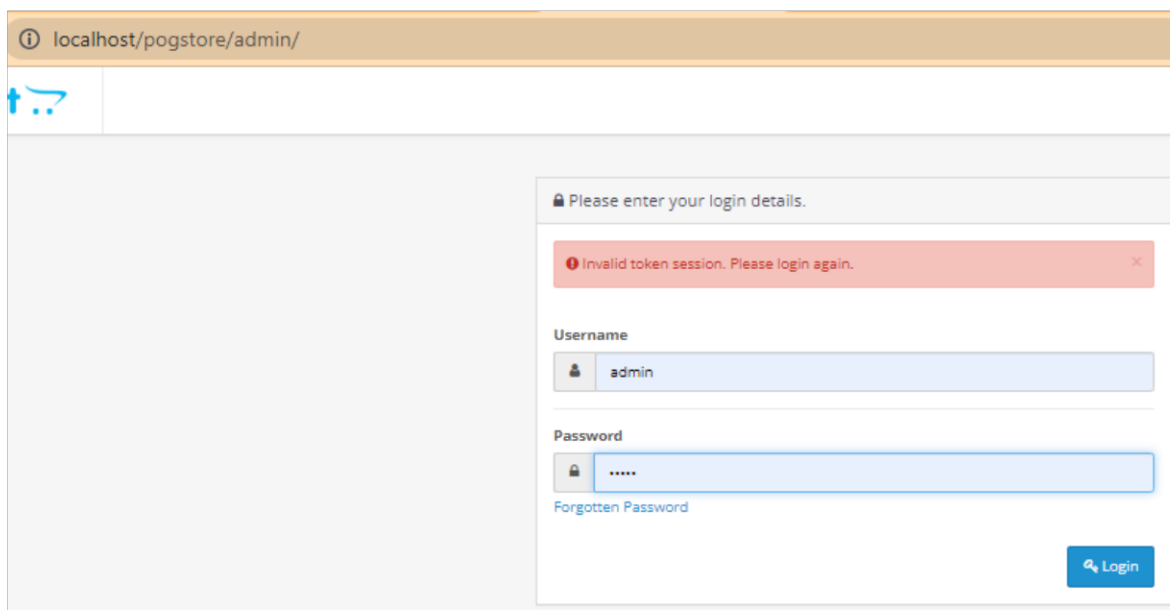 localhost/pogstore/admin/
t
Please enter your login details.
Invalid token session. Please login again. ×
Username
admin
Password
•••••
Forgotten Password
Login